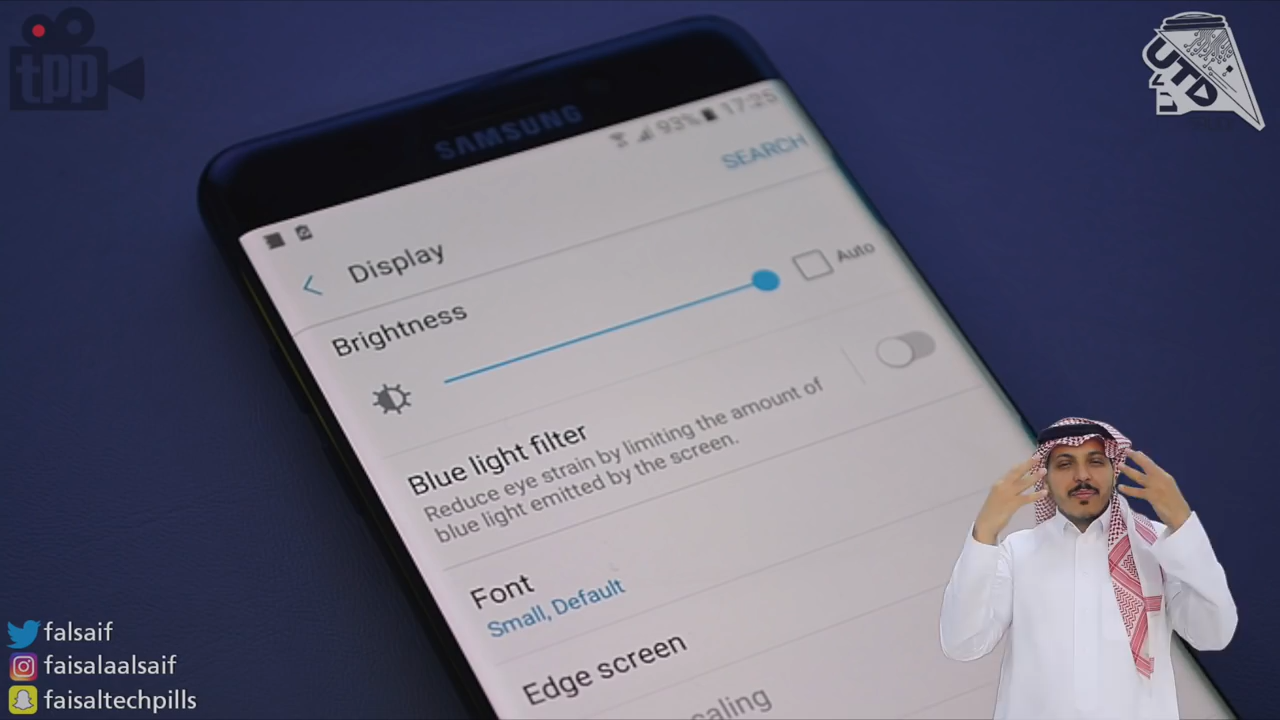 tpp
UTD
SAMSUNG
93% 17:25
SEARCH
Display
Brightness
Auto
Blue light filter
Reduce eye strain by limiting the amount of
blue light emitted by the screen.
Font
Small, Default
Edge screen
scaling
falsaif
faisalaalsaif
faisaltechpills